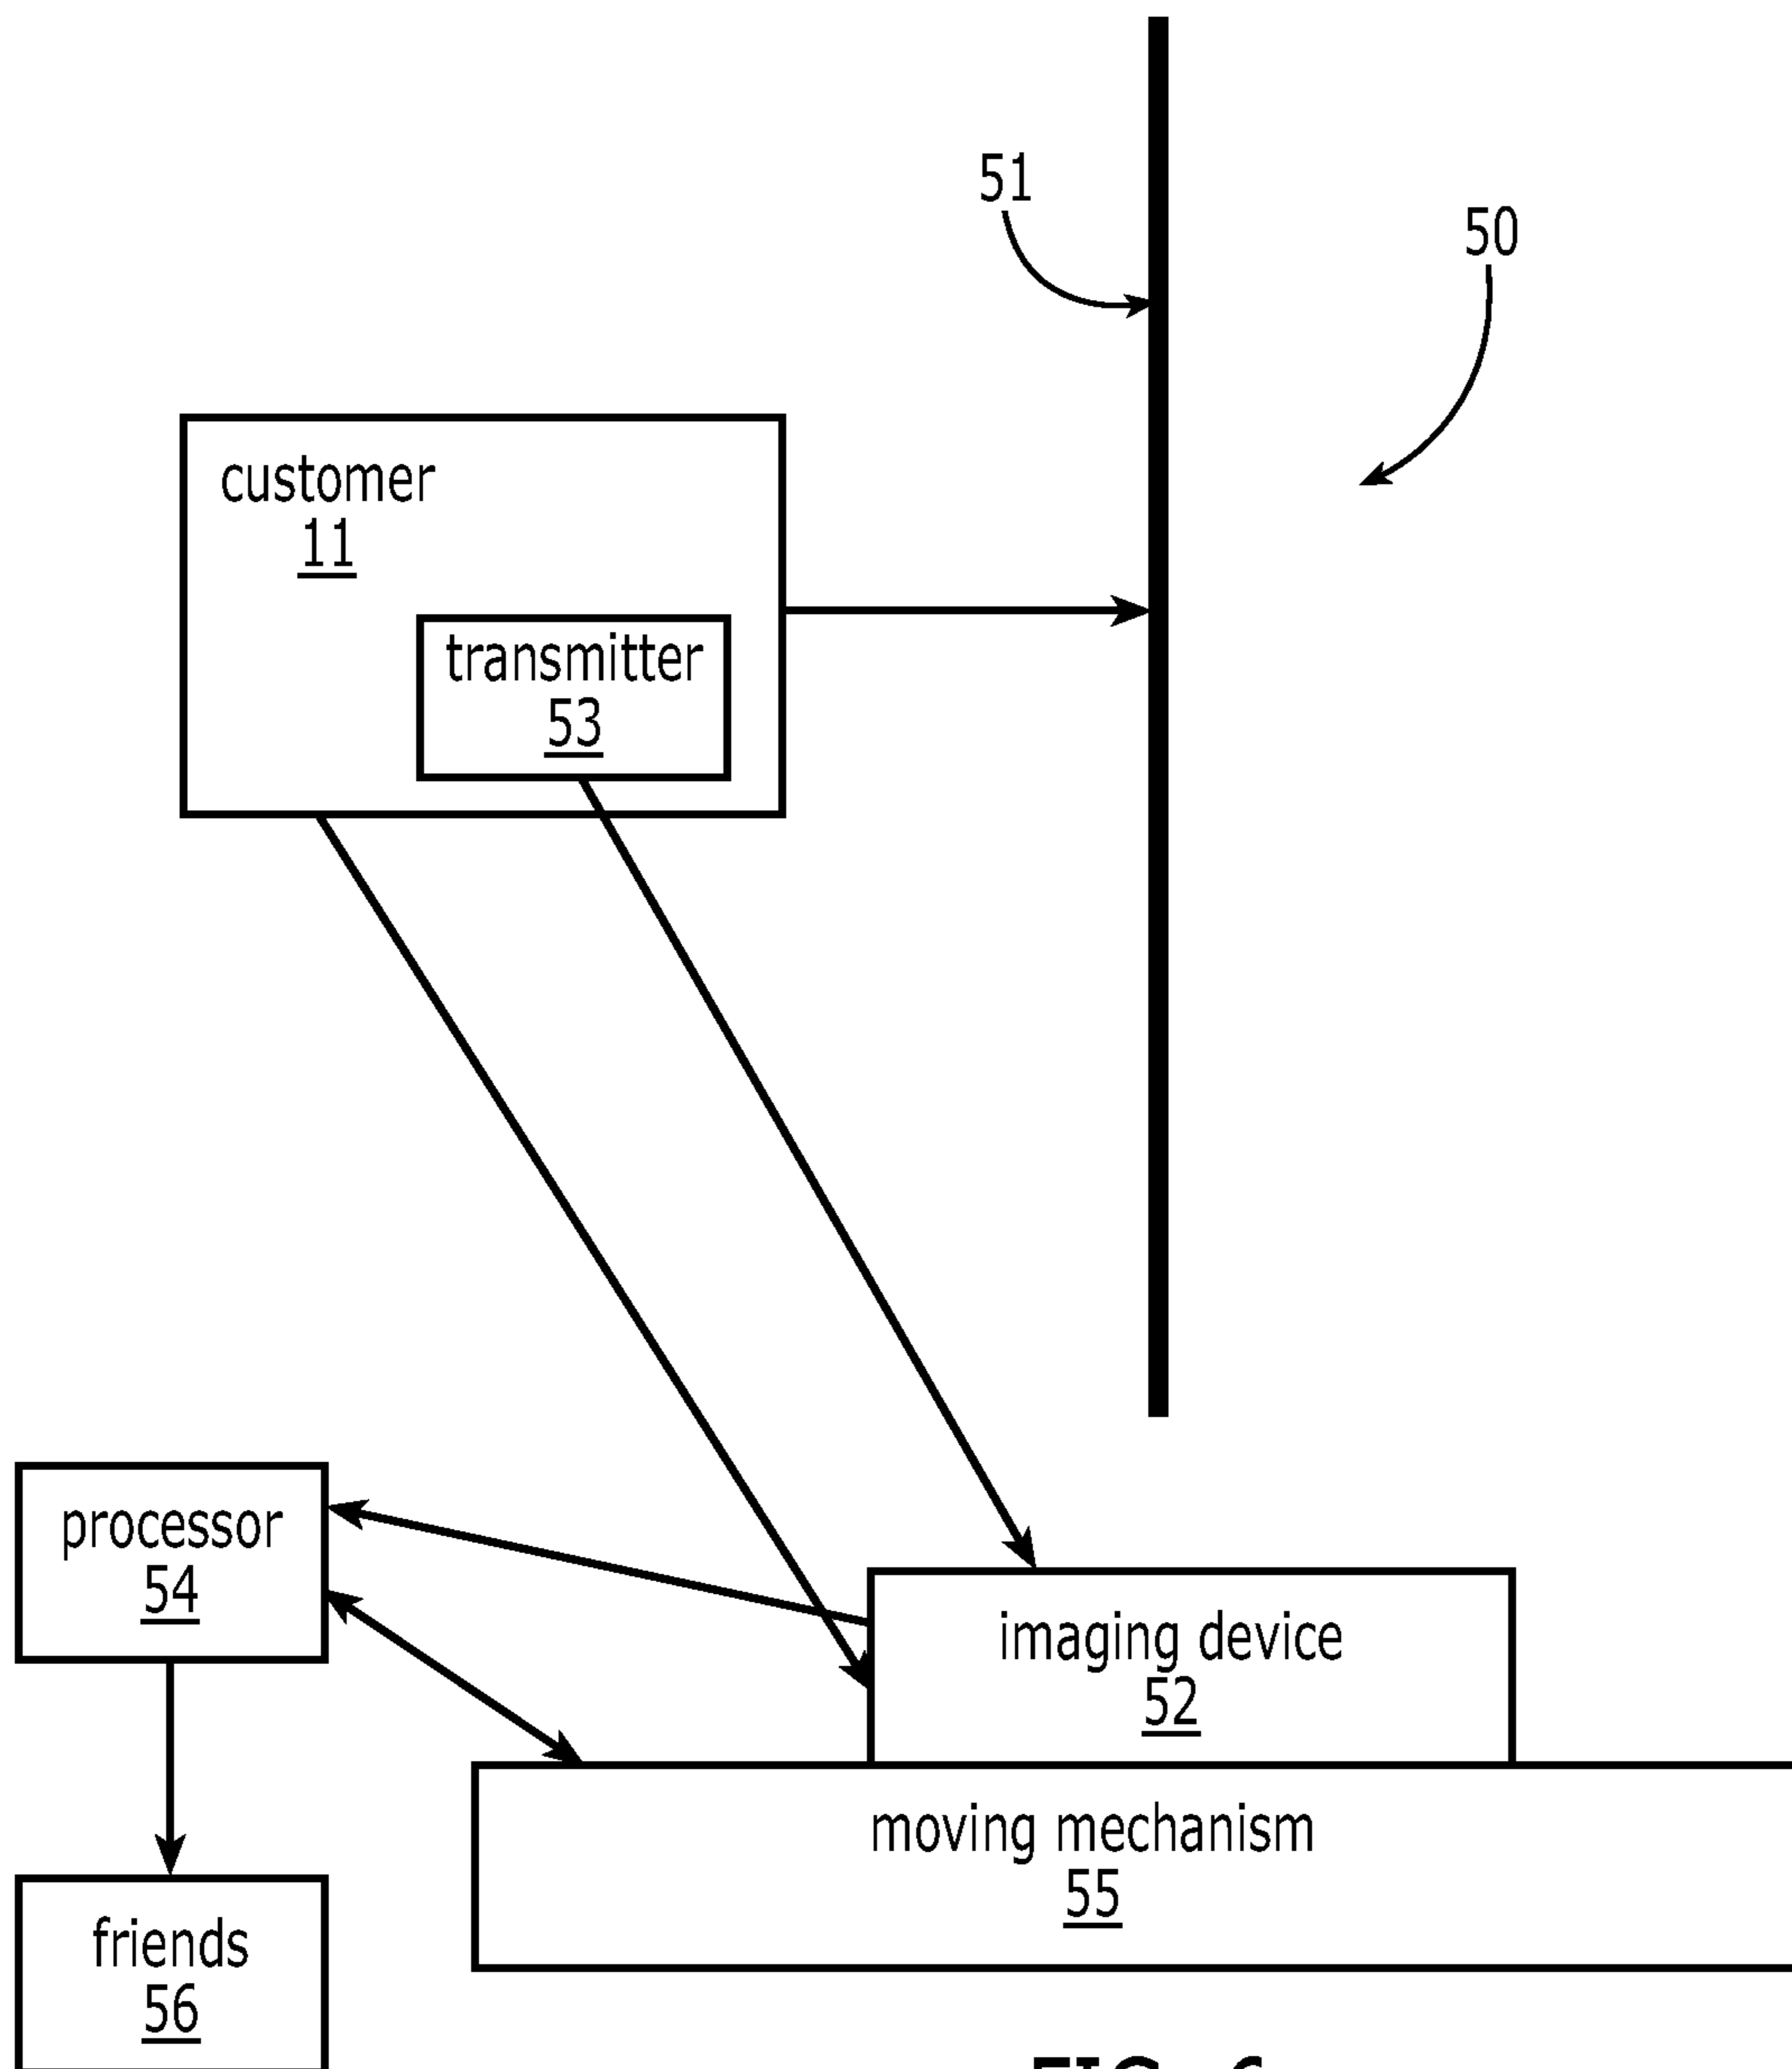 51
50
customer
11
transmitter
53
processor
54
imaging device
52
moving mechanism
55
friends
56